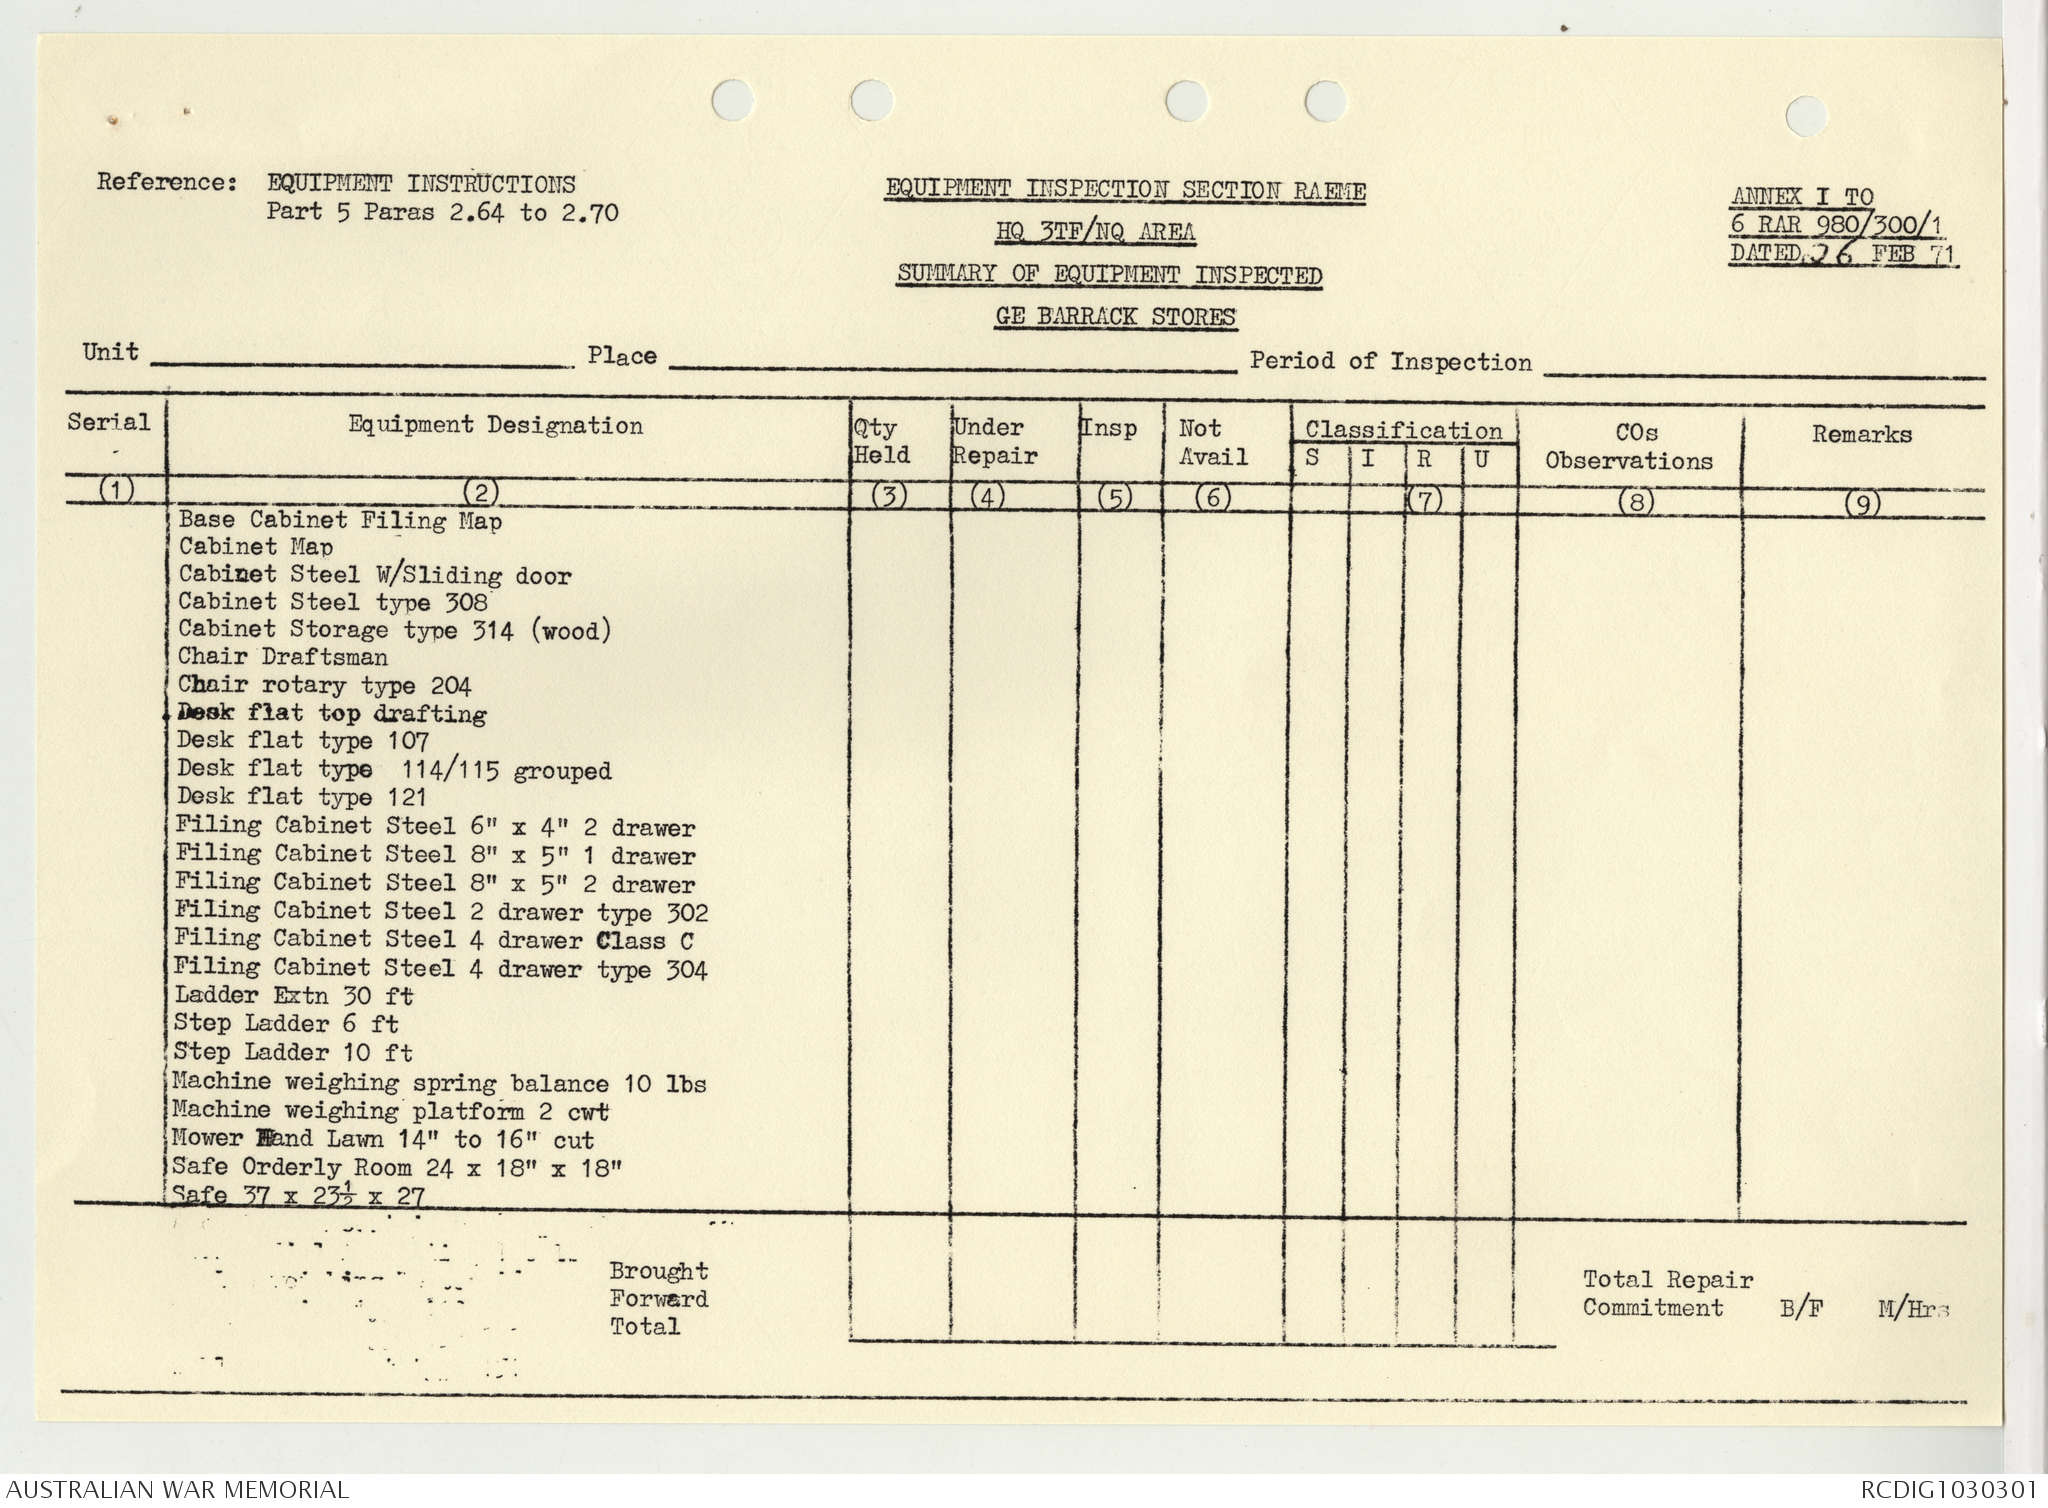 Reference: EQUIPMENT INSTRUCTIONS
Part 5 Paras 2.64 to 2.70
EQUIPMENT INSPECTION SECTION RAEME
HQ 3TF/NQ AREA
SUMMARY OF EQUIPMENT INSPECTED
GE BARRACK STORES
ANNEX I TO
6 RAR 980/300/1
DATED 26 FEB 71
Unit Place Period of Inspection
Serial Equipment Designation Qty Held Under Repair Insp Not Avail Classification S I R U COs Observations Remarks
(1) (2) (3) (4) (5) (6) (7) (8) (9)
Base Cabinet Filing Map
Cabinet Map
Cabinet Steel W/Sliding door
Cabinet Steel type 308
Cabinet Storage type 314 (wood)
Chair Draftsman
Chair rotary type 204
Desk flat top drafting
Desk flat type 107
Desk flat type 114/115 grouped
Desk flat type 121
Filing Cabinet Steel 6" x 4" 2 drawer
Filing Cabinet Steel 8" x 5" 1 drawer
Filing Cabinet Steel 8" x 5" 2 drawer
Filing Cabinet Steel 2 drawer type 302
Filing Cabinet Steel 4 drawer Class C
Filing Cabinet Steel 4 drawer type 304
Ladder Extn 30 ft
Step Ladder 6 ft
Step Ladder 10 ft
Machine weighing spring balance 10 lbs
Machine weighing platform 2 cwt
Mower Hand Lawn 14" to 16" cut
Safe Orderly Room 24 x 18" x 18"
Safe 37 x 23½ x 27
Brought
Forward
Total
Total Repair
Commitment B/F M/Hrs
AUSTRALIAN WAR MEMORIAL
RCDIG1030301